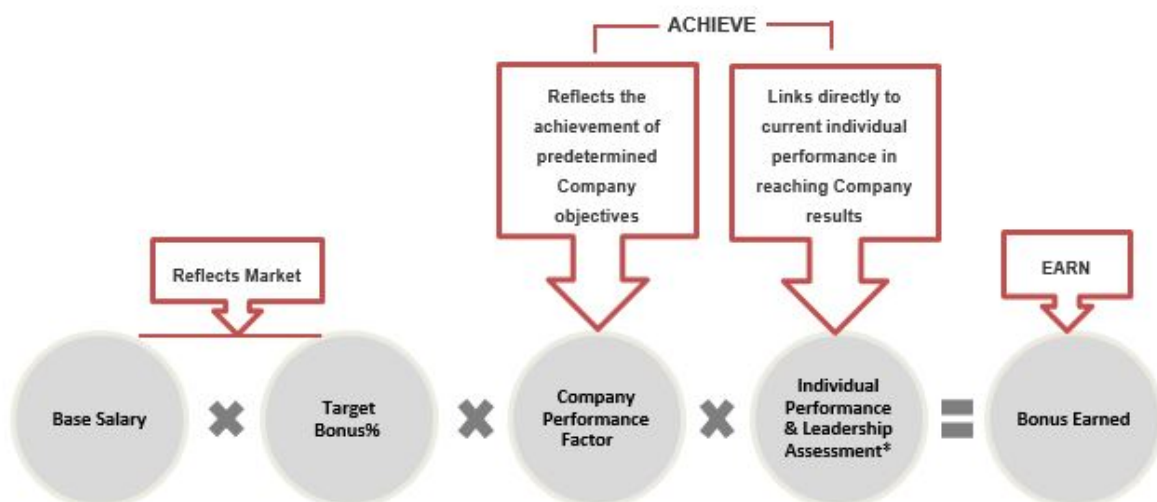 ACHIEVE
Reflects the
achievement of
predetermined
Company
objectives
Links directly to
current individual
performance in
reaching Company
results
Reflects Market
EARN
Base Salary
Target
Bonus%
Company
Performance
Factor
Individual
Performance
& Leadership
Assessment*
Bonus Earned